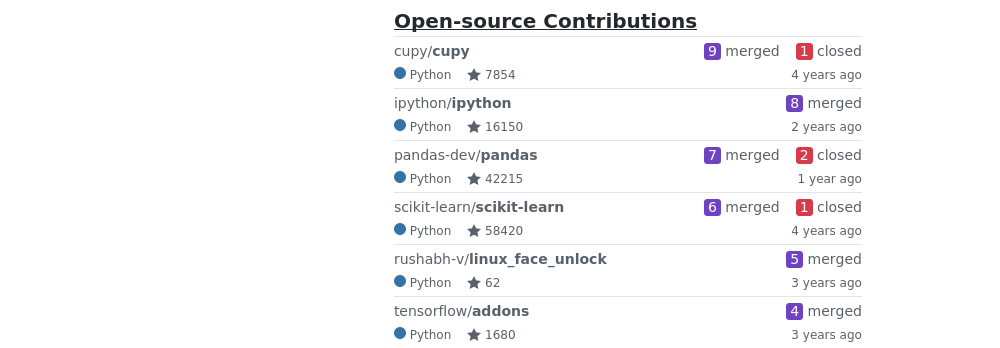 Open-source Contributions
cupy/cupy 9 merged 1 closed
Python 7854 4 years ago
ipython/ipython 8 merged
Python 16150 2 years ago
pandas-dev/pandas 7 merged 2 closed
Python 42215 1 year ago
scikit-learn/scikit-learn 6 merged 1 closed
Python 58420 4 years ago
rushabh-v/linux_face_unlock 5 merged
Python 62 3 years ago
tensorflow/addons 4 merged
Python 1680 3 years ago